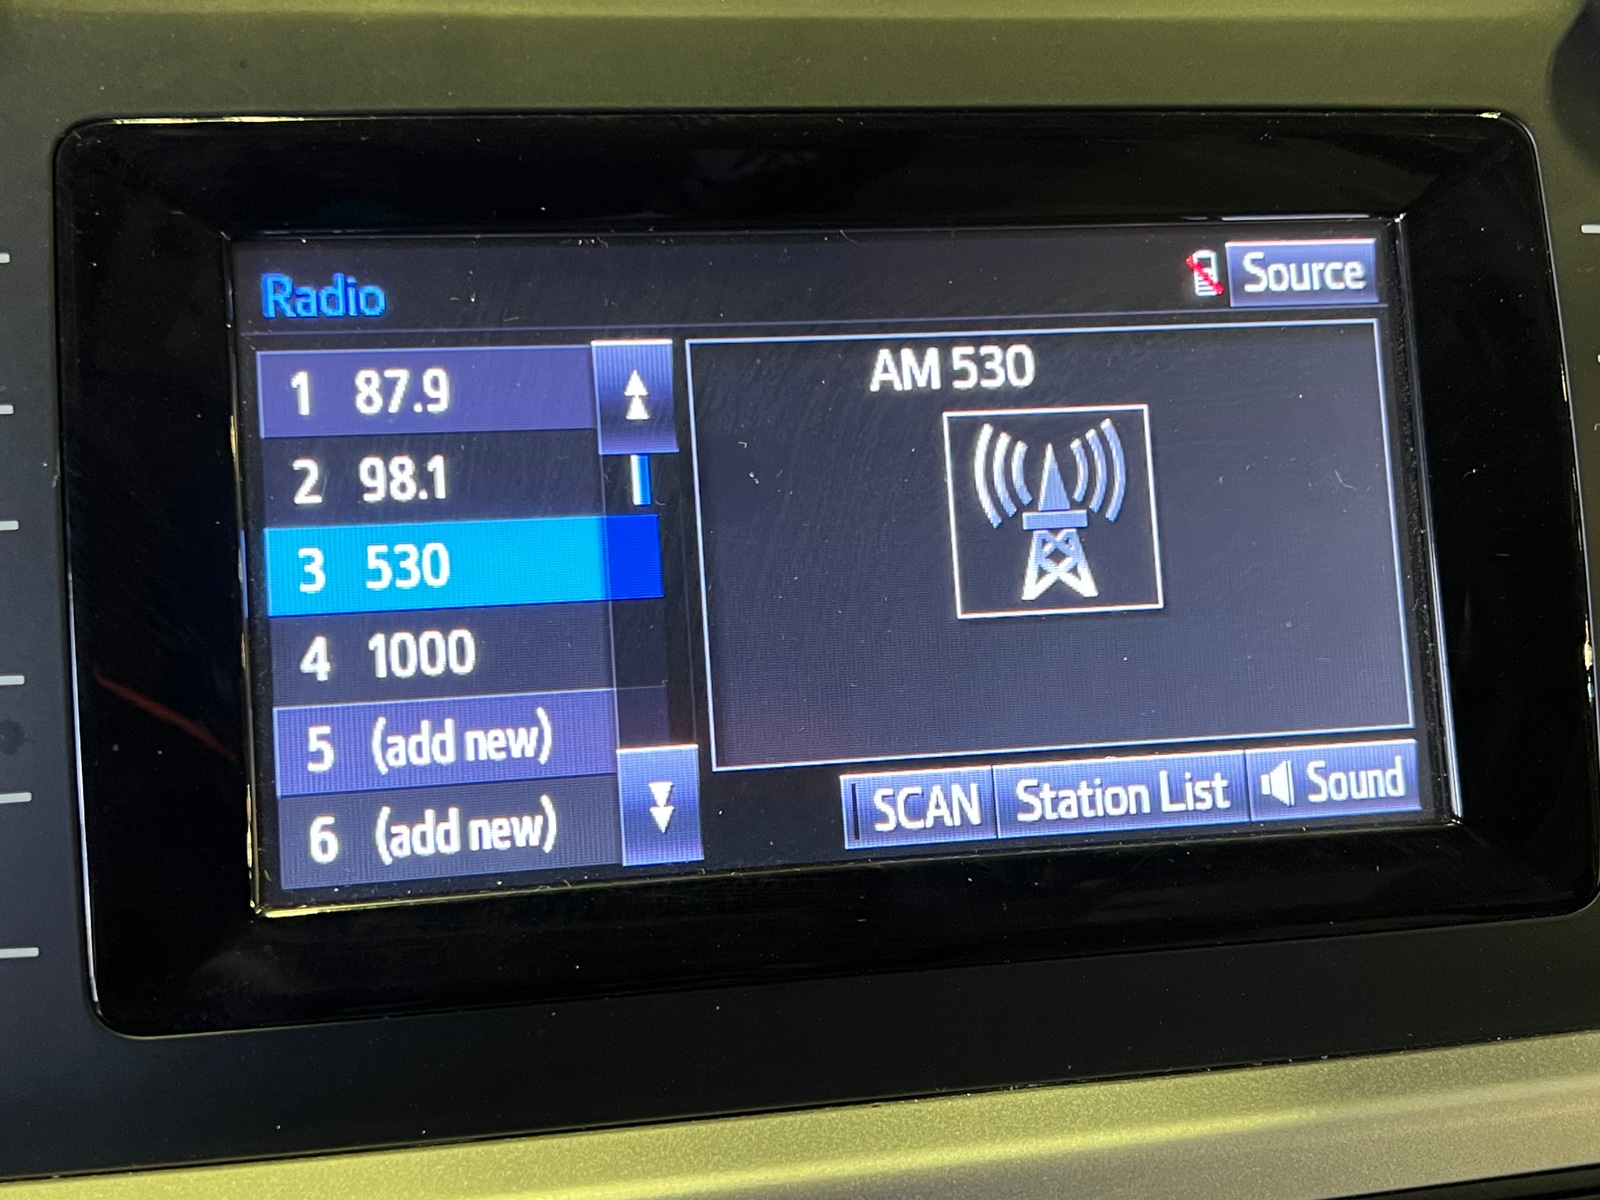 Radio
Source
1 87.9
2 98.1
3 530
4 1000
5 (add new)
6 (add new)
AM 530
SCAN
Station List
Sound